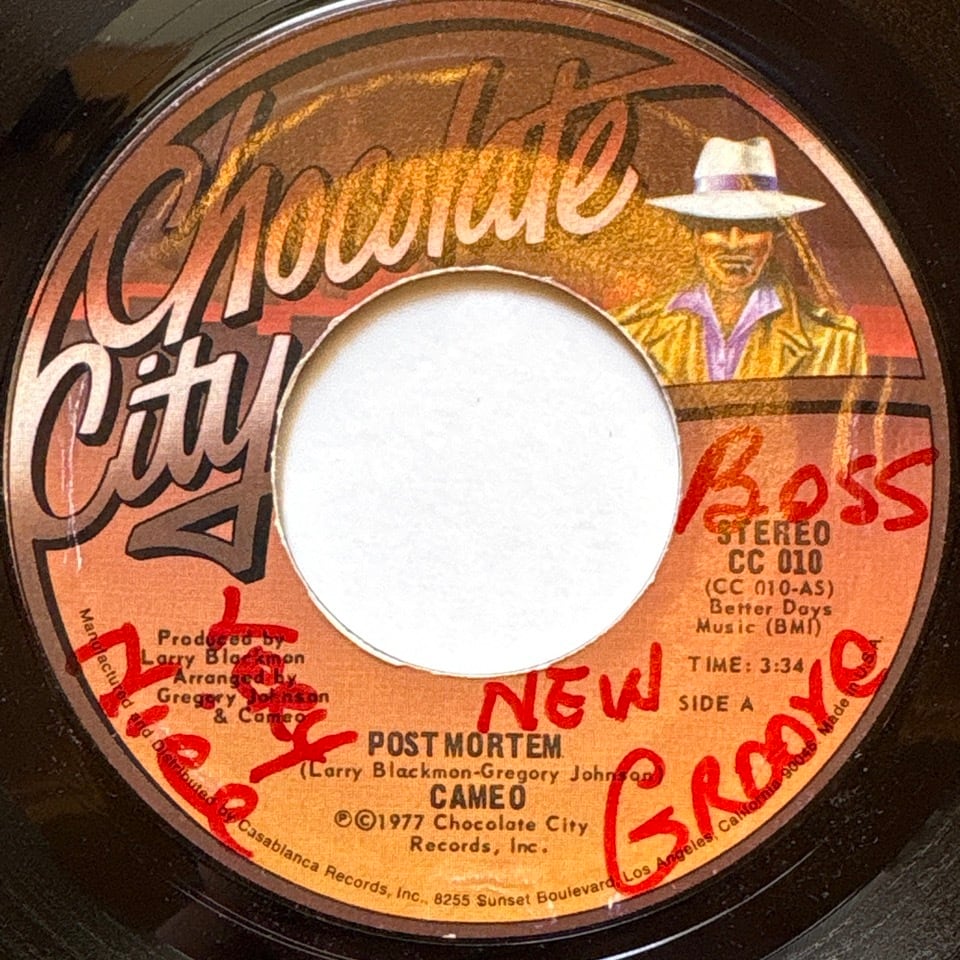 Chocolate
City
BOSS
STEREO
CC 010
(CC 010-AS)
Better Days
Music (BMI)
TIME: 3:34
SIDE A
Produced by
Larry Blackmon
Arranged by
Gregory Johnson
& Cameo
NEW
GROOVE
POST MORTEM
(Larry Blackmon-Gregory Johnson)
CAMEO
℗©1977 Chocolate City
Records, Inc.
Manufactured and Distributed by Casablanca Records, Inc., 8255 Sunset Boulevard, Los Angeles, California 90046 Made in U.S.A.